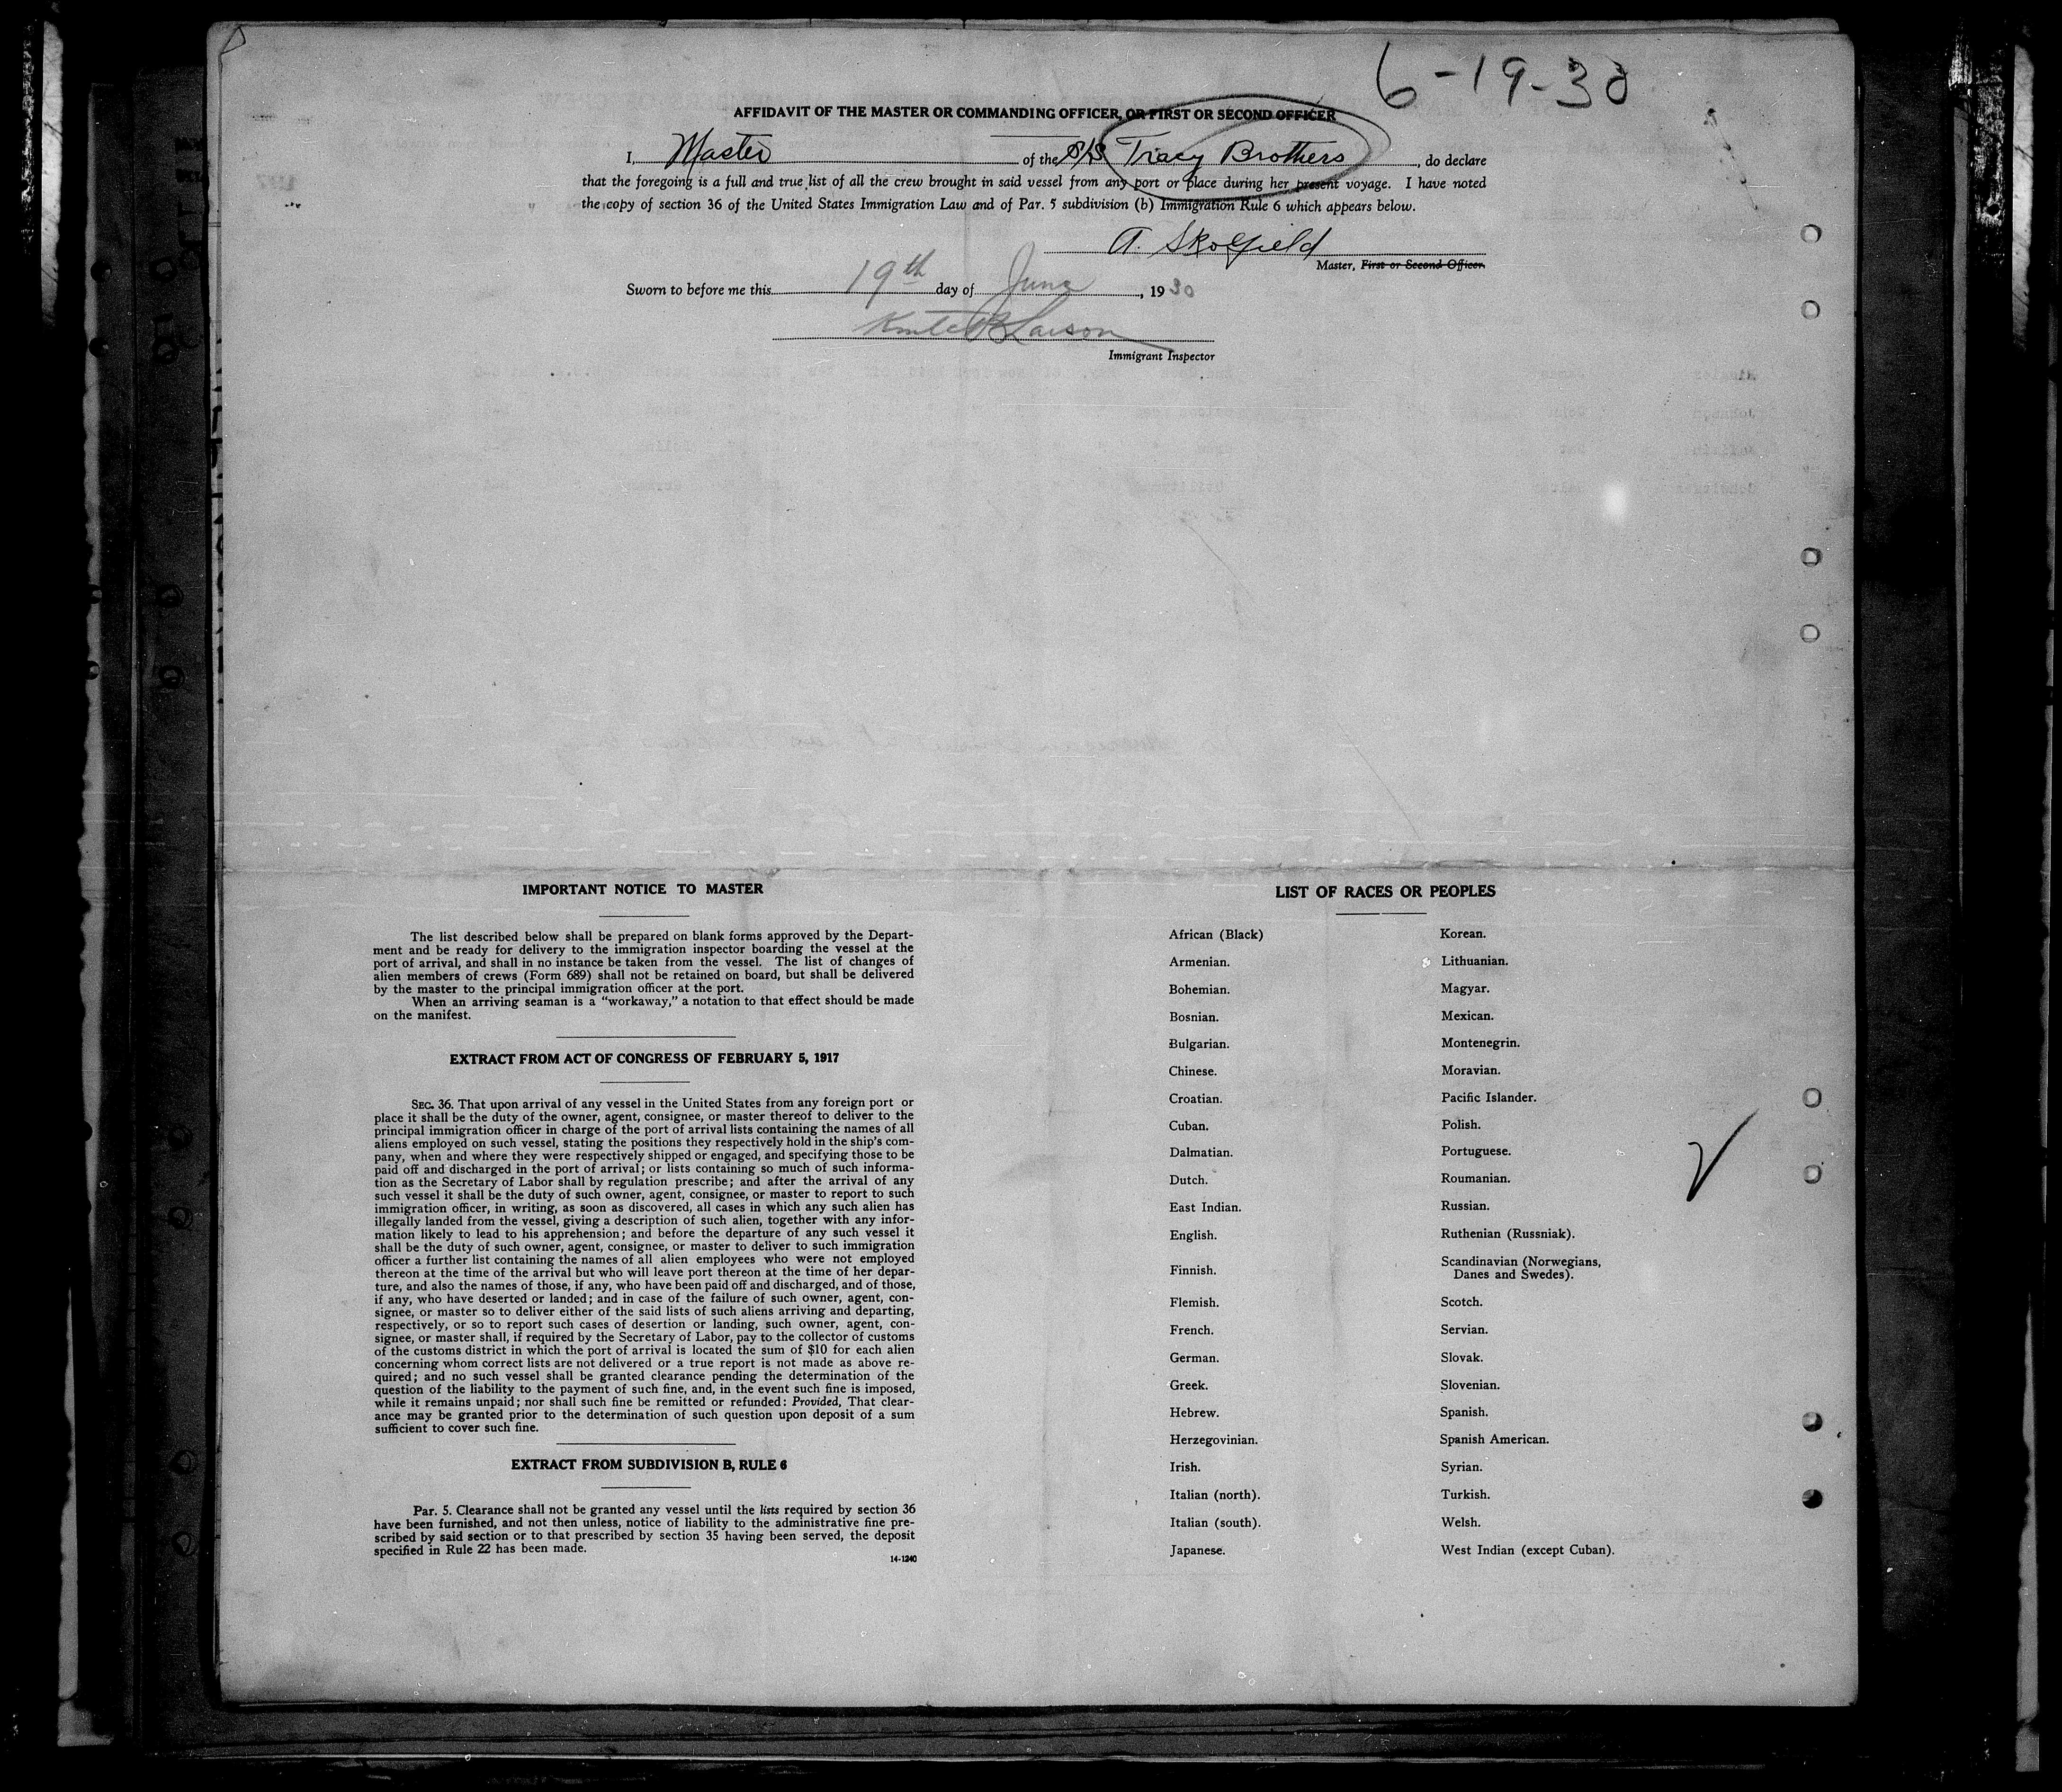 6-19-30
AFFIDAVIT OF THE MASTER OR COMMANDING OFFICER, OR FIRST OR SECOND OFFICER
I, Master of the S/S Tracy Brothers, do declare
that the foregoing is a full and true list of all the crew brought in said vessel from any port or place during her present voyage. I have noted
the copy of section 36 of the United States Immigration Law and of Par. 5 subdivision (b) Immigration Rule 6 which appears below.
A. Skolfield
Master, First or Second Officer.
Sworn to before me this 19th day of June, 1930
Larson
Immigrant Inspector
IMPORTANT NOTICE TO MASTER
The list described below shall be prepared on blank forms approved by the Depart-
ment and be ready for delivery to the immigration inspector boarding the vessel at the
port of arrival, and shall in no instance be taken from the vessel. The list of changes of
alien members of crews (Form 689) shall not be retained on board, but shall be delivered
by the master to the principal immigration officer at the port.
When an arriving seaman is a “workaway,” a notation to that effect should be made
on the manifest.
EXTRACT FROM ACT OF CONGRESS OF FEBRUARY 5, 1917
SEC. 36. That upon arrival of any vessel in the United States from any foreign port or
place it shall be the duty of the owner, agent, consignee, or master thereof to deliver to the
principal immigration officer in charge of the port of arrival lists containing the names of all
aliens employed on such vessel, stating the positions they respectively hold in the ship's com-
pany, when and where they were respectively shipped or engaged, and specifying those to be
paid off and discharged in the port of arrival; or lists containing so much of such informa-
tion as the Secretary of Labor shall by regulation prescribe; and after the arrival of any
such vessel it shall be the duty of such owner, agent, consignee, or master to report to such
immigration officer, in writing, as soon as discovered, all cases in which any such alien has
illegally landed from the vessel, giving a description of such alien, together with any infor-
mation likely to lead to his apprehension; and before the departure of any such vessel it
shall be the duty of such owner, agent, consignee, or master to deliver to such immigration
officer a further list containing the names of all alien employees who were not employed
thereon at the time of the arrival but who will leave port thereon at the time of her depar-
ture, and also the names of those, if any, who have been paid off and discharged, and of those,
if any, who have deserted or landed; and in case of the failure of such owner, agent, con-
signee, or master so to deliver either of the said lists of such aliens arriving and departing,
respectively, or so to report such cases of desertion or landing, such owner, agent, con-
signee, or master shall, if required by the Secretary of Labor, pay to the collector of customs
of the customs district in which the port of arrival is located the sum of $10 for each alien
concerning whom correct lists are not delivered or a true report is not made as above re-
quired; and no such vessel shall be granted clearance pending the determination of the
question of the liability to the payment of such fine, and, in the event such fine is imposed,
while it remains unpaid; nor shall such fine be remitted or refunded: Provided, That clear-
ance may be granted prior to the determination of such question upon deposit of a sum
sufficient to cover such fine.
EXTRACT FROM SUBDIVISION B, RULE 6
Par. 5. Clearance shall not be granted any vessel until the lists required by section 36
have been furnished, and not then unless, notice of liability to the administrative fine pre-
scribed by said section or to that prescribed by section 35 having been served, the deposit
specified in Rule 22 has been made.
14-1240
LIST OF RACES OR PEOPLES
African (Black)
Armenian.
Bohemian.
Bosnian.
Bulgarian.
Chinese.
Croatian.
Cuban.
Dalmatian.
Dutch.
East Indian.
English.
Finnish.
Flemish.
French.
German.
Greek.
Hebrew.
Herzegovinian.
Irish.
Italian (north).
Italian (south).
Japanese.
Korean.
Lithuanian.
Magyar.
Mexican.
Montenegrin.
Moravian.
Pacific Islander.
Polish.
Portuguese.
Roumanian.
Russian.
Ruthenian (Russniak).
Scandinavian (Norwegians,
Danes and Swedes).
Scotch.
Servian.
Slovak.
Slovenian.
Spanish.
Spanish American.
Syrian.
Turkish.
Welsh.
West Indian (except Cuban).